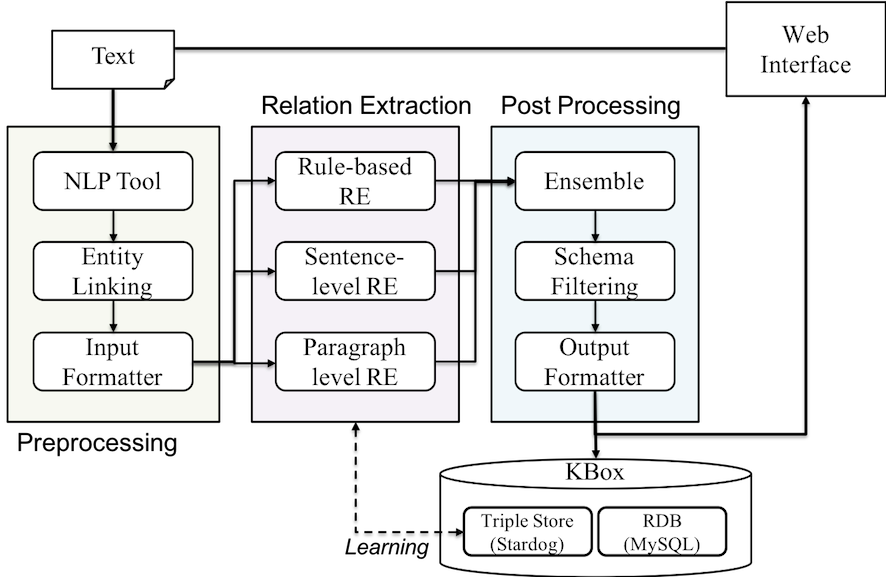 Text
Web
Interface
Relation Extraction
Post Processing
NLP Tool
Entity
Linking
Input
Formatter
Preprocessing
Rule-based
RE
Sentence-
level RE
Paragraph
level RE
Ensemble
Schema
Filtering
Output
Formatter
KBox
Triple Store
(Stardog)
RDB
(MySQL)
Learning